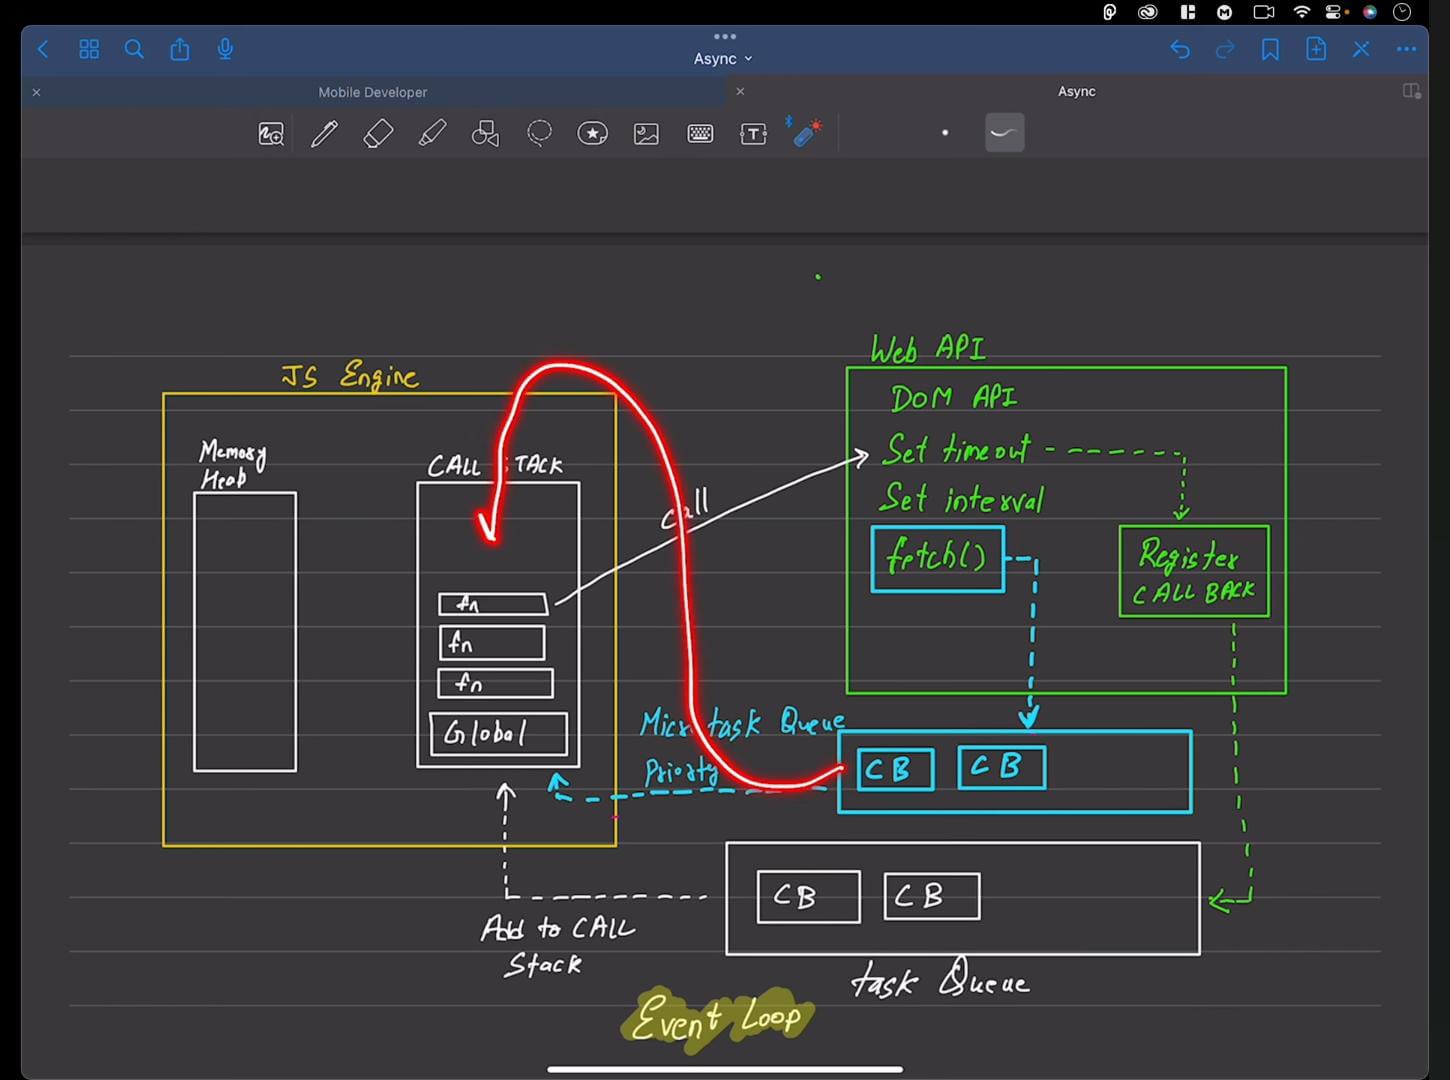 Async
Mobile Developer
Async
Web API
JS Engine
DOM API
Memory
Heab
CALL STACK
Set timeout
Set interval
call
fetch()
Register
CALL BACK
fn
fn
fn
Global
Micro task Queue
Priority
CB
CB
CB
CB
Add to CALL
Stack
task Queue
Event Loop